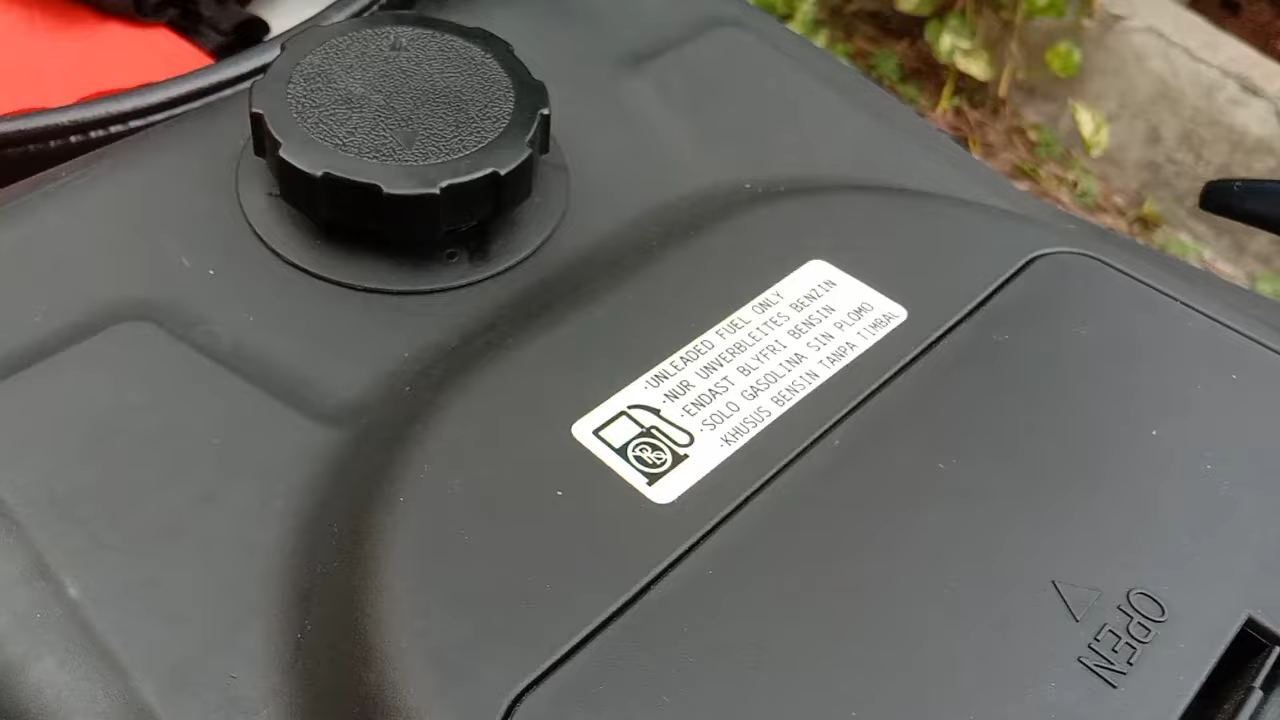 ·UNLEADED FUEL ONLY
·NUR UNVERBLEITES BENZIN
·ENDAST BLYFRI BENSIN
·SOLO GASOLINA SIN PLOMO
·KHUSUS BENSIN TANPA TIMBAL
Pb
OPEN